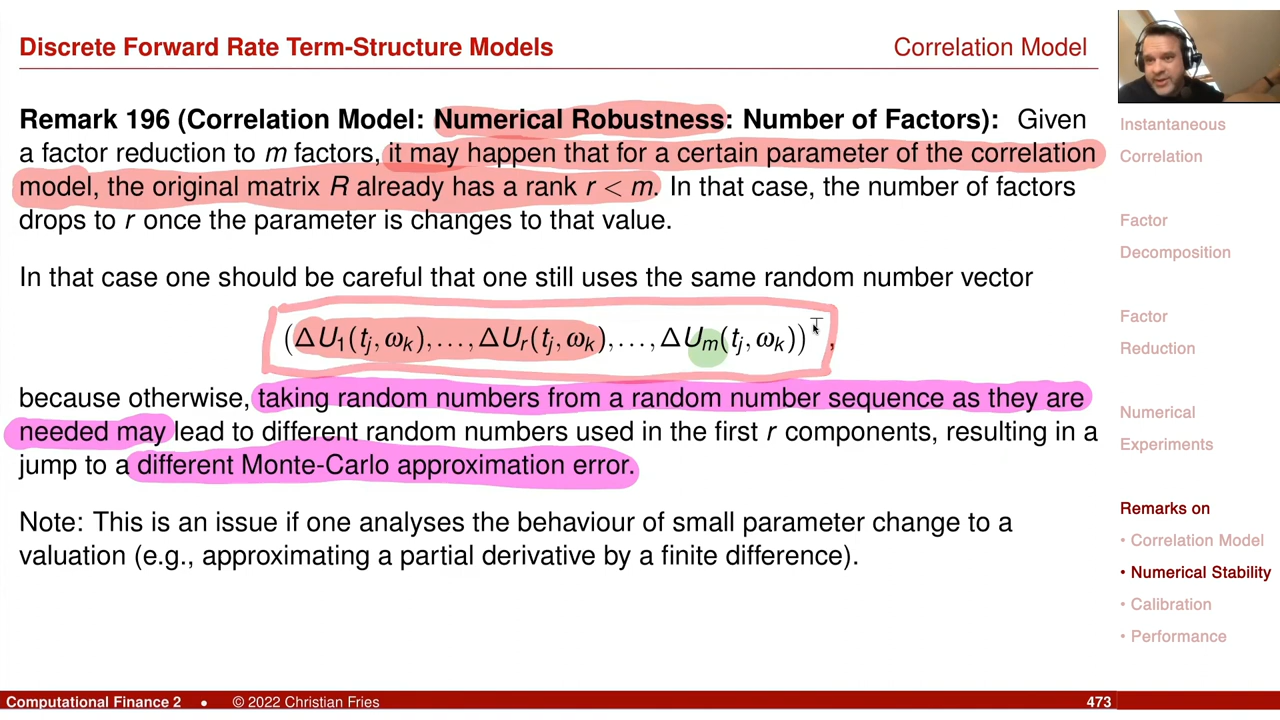 Discrete Forward Rate Term-Structure Models
Correlation Model
Remark 196 (Correlation Model: Numerical Robustness: Number of Factors): Given
a factor reduction to m factors, it may happen that for a certain parameter of the correlation
model, the original matrix R already has a rank r < m. In that case, the number of factors
drops to r once the parameter is changes to that value.
In that case one should be careful that one still uses the same random number vector
(ΔU₁(tⱼ, ωₖ), …, ΔUᵣ(tⱼ, ωₖ), …, ΔUₘ(tⱼ, ωₖ))⊤,
because otherwise, taking random numbers from a random number sequence as they are
needed may lead to different random numbers used in the first r components, resulting in a
jump to a different Monte-Carlo approximation error.
Note: This is an issue if one analyses the behaviour of small parameter change to a
valuation (e.g., approximating a partial derivative by a finite difference).
Instantaneous
Correlation
Factor
Decomposition
Factor
Reduction
Numerical
Experiments
Remarks on
• Correlation Model
• Numerical Stability
• Calibration
• Performance
Computational Finance 2 • © 2022 Christian Fries
473